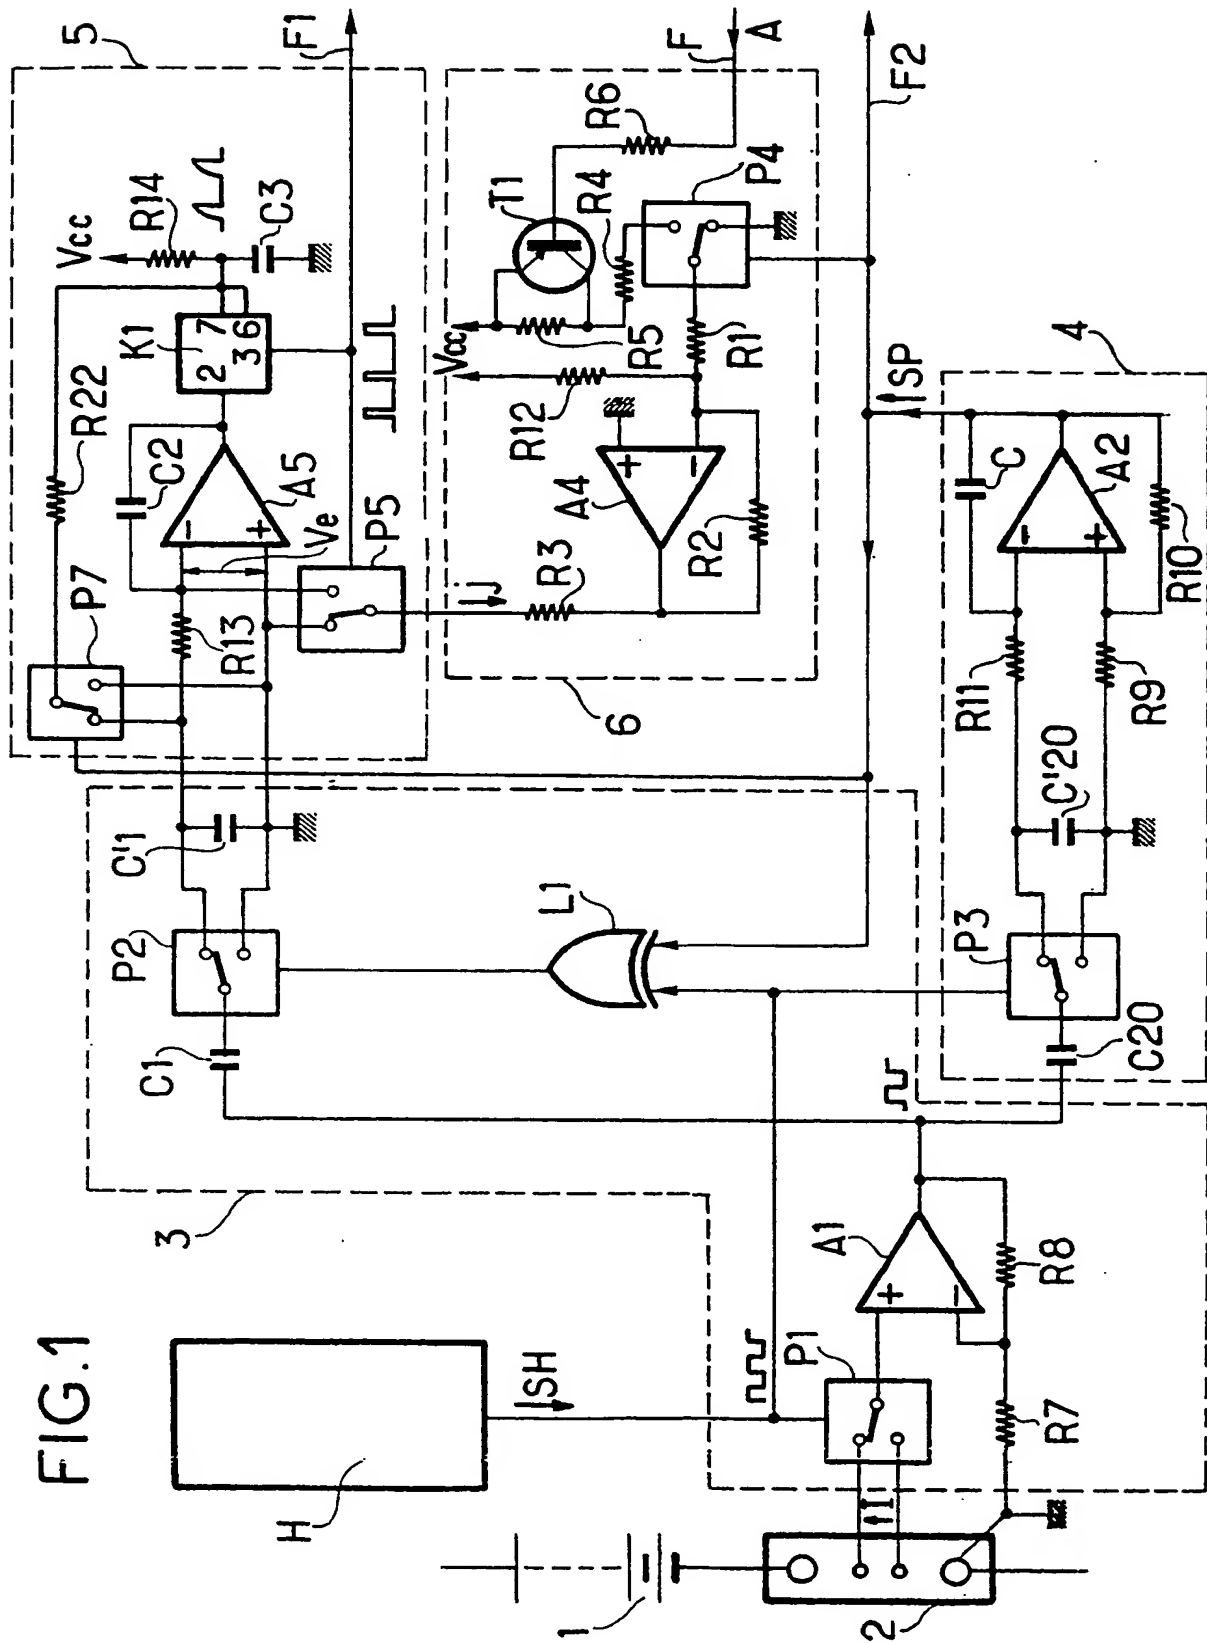 FIG.1
5
F1
Vcc
R14
C3
R22
K1
2 7
3 6
C2
A5
-
+
Ve
P7
R13
P5
F
A
R6
T1
R4
P4
Vcc
R5
R1
R12
+
-
A4
R2
R3
j
6
F2
SP
4
C
A2
-
+
R10
R11
R9
C'20
P3
C20
C'1
P2
C1
L1
3
A1
+
-
R8
P1
R7
SH
H
I
1
2